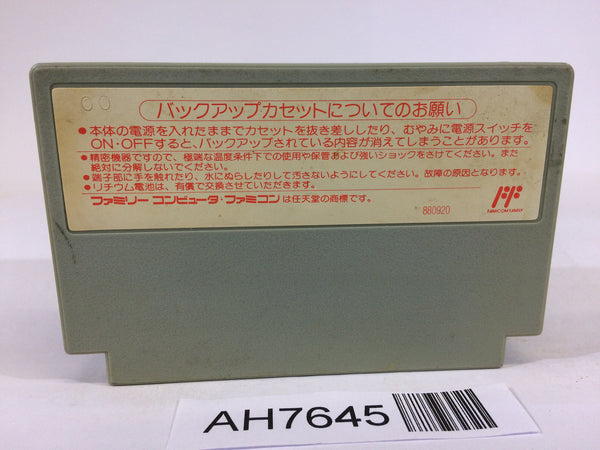 00
バックアップカセットについてのお願い
●本体の電源を入れたままでカセットを抜き差ししたり、むやみに電源スイッチを
ON・OFFすると、バックアップされている内容が消えてしまうことがあります。
●精密機器ですので、極端な温度条件下での使用や保管および強いショックをさけてください。また
絶対に分解しないでください。
●端子部に手を触れたり、水にぬらしたりして汚さないようにしてください。故障の原因となります。
●リチウム電池は、有償で交換させていただきます。
ファミリー コンピュータ・ファミコンは任天堂の商標です。
880920
FAMICOM FAMILY
AH7645